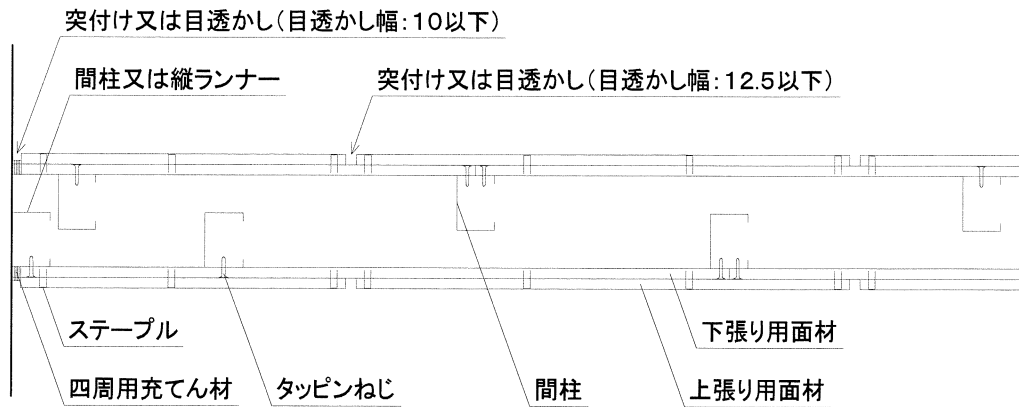 突付け又は目透かし(目透かし幅:10以下)
間柱又は縦ランナー
突付け又は目透かし(目透かし幅:12.5以下)
ステープル
下張り用面材
四周用充てん材
タッピンねじ
間柱
上張り用面材